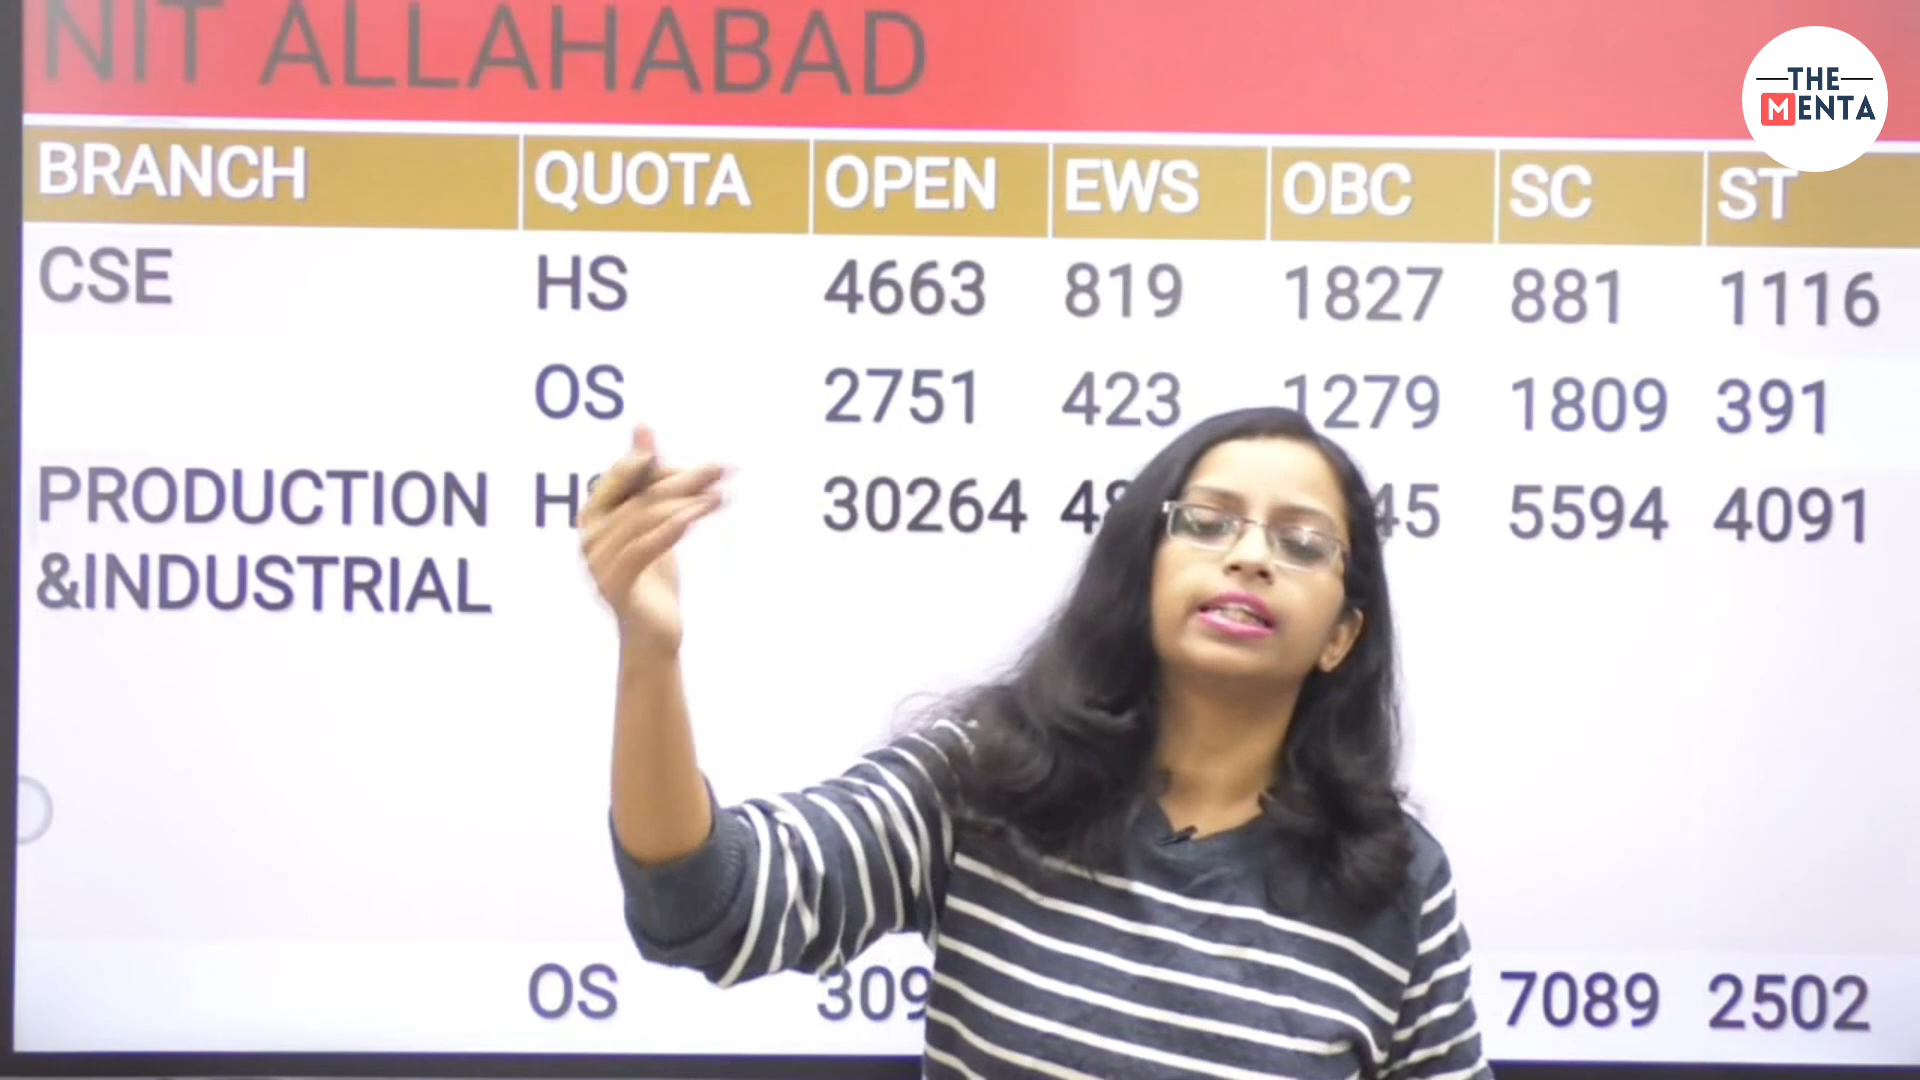 NIT ALLAHABAD
THE
MENTA
BRANCH QUOTA OPEN EWS OBC SC ST
CSE HS 4663 819 1827 881 1116
OS 2751 423 1279 1809 391
PRODUCTION 30264 5594 4091
&INDUSTRIAL
OS 7089 2502